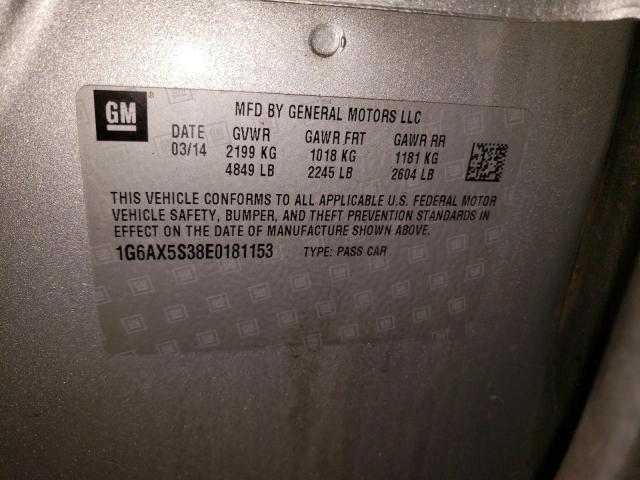 GM ®
MFD BY GENERAL MOTORS LLC
DATE GVWR GAWR FRT GAWR RR
03/14 2199 KG 1018 KG 1181 KG
4849 LB 2245 LB 2604 LB
THIS VEHICLE CONFORMS TO ALL APPLICABLE U.S. FEDERAL MOTOR
VEHICLE SAFETY, BUMPER, AND THEFT PREVENTION STANDARDS IN
EFFECT ON THE DATE OF MANUFACTURE SHOWN ABOVE.
1G6AX5S38E0181153 TYPE: PASS CAR